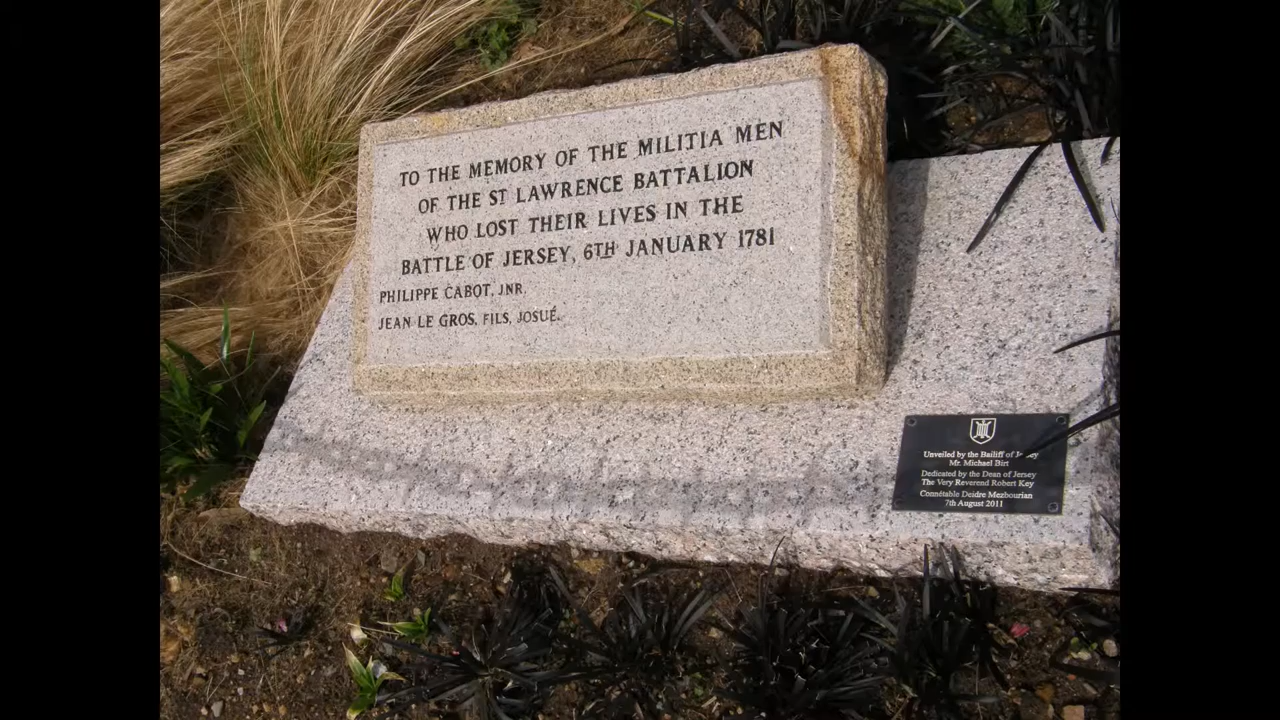 TO THE MEMORY OF THE MILITIA MEN
OF THE ST LAWRENCE BATTALION
WHO LOST THEIR LIVES IN THE
BATTLE OF JERSEY, 6TH JANUARY 1781
PHILIPPE CABOT, JNR.
JEAN LE GROS, FILS, JOSUÉ.
Unveiled by the Bailiff of Jersey
Mr. Michael Birt
Dedicated by the Dean of Jersey
The Very Reverend Robert Key
Connétable Deidre Mezbourian
7th August 2011